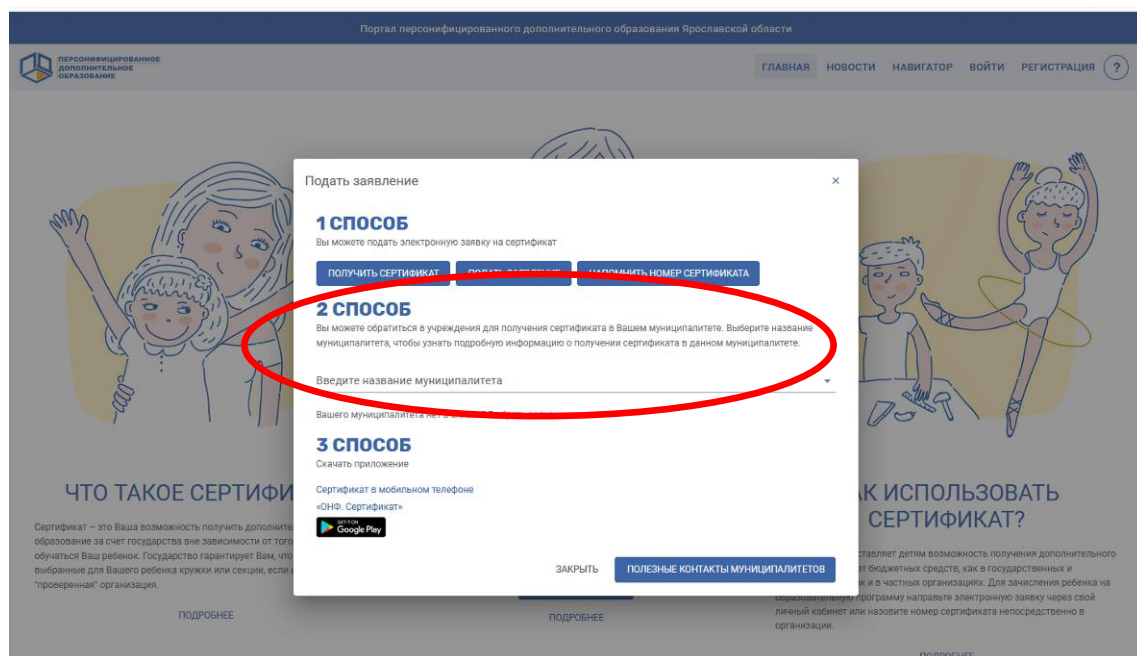 Портал персонифицированного дополнительного образования Ярославской области
ПЕРСОНИФИЦИРОВАННОЕ
ДОПОЛНИТЕЛЬНОЕ
ОБРАЗОВАНИЕ
ГЛАВНАЯ НОВОСТИ НАВИГАТОР ВОЙТИ РЕГИСТРАЦИЯ ?
Подать заявление ×
1 СПОСОБ
Вы можете подать электронную заявку на сертификат
ПОЛУЧИТЬ СЕРТИФИКАТ ПОДАТЬ ЗАЯВЛЕНИЕ НАПОМНИТЬ НОМЕР СЕРТИФИКАТА
2 СПОСОБ
Вы можете обратиться в учреждения для получения сертификата в Вашем муниципалитете. Выберите название
муниципалитета, чтобы узнать подробную информацию о получении сертификата в данном муниципалитете.
Введите название муниципалитета
Вашего муниципалитета нет в
3 СПОСОБ
Скачать приложение
Сертификат в мобильном телефоне
«ОНФ. Сертификат»
GET IT ON
Google Play
ЗАКРЫТЬ ПОЛЕЗНЫЕ КОНТАКТЫ МУНИЦИПАЛИТЕТОВ
ЧТО ТАКОЕ СЕРТИФИ
Сертификат – это Ваша возможность получить дополните
образование за счет государства вне зависимости от того
обучаться Ваш ребенок. Государство гарантирует Вам, что
выбранные для Вашего ребенка кружки или секции, если
"проверенная" организация.
ПОДРОБНЕЕ
ПОДРОБНЕЕ
К ИСПОЛЬЗОВАТЬ
СЕРТИФИКАТ?
ставляет детям возможность получения дополнительного
т бюджетных средств, как в государственных и
к и в частных организациях. Для зачисления ребенка на
образовательную программу направьте электронную заявку через свой
личный кабинет или назовите номер сертификата непосредственно в
организации.
ПОДРОБНЕЕ